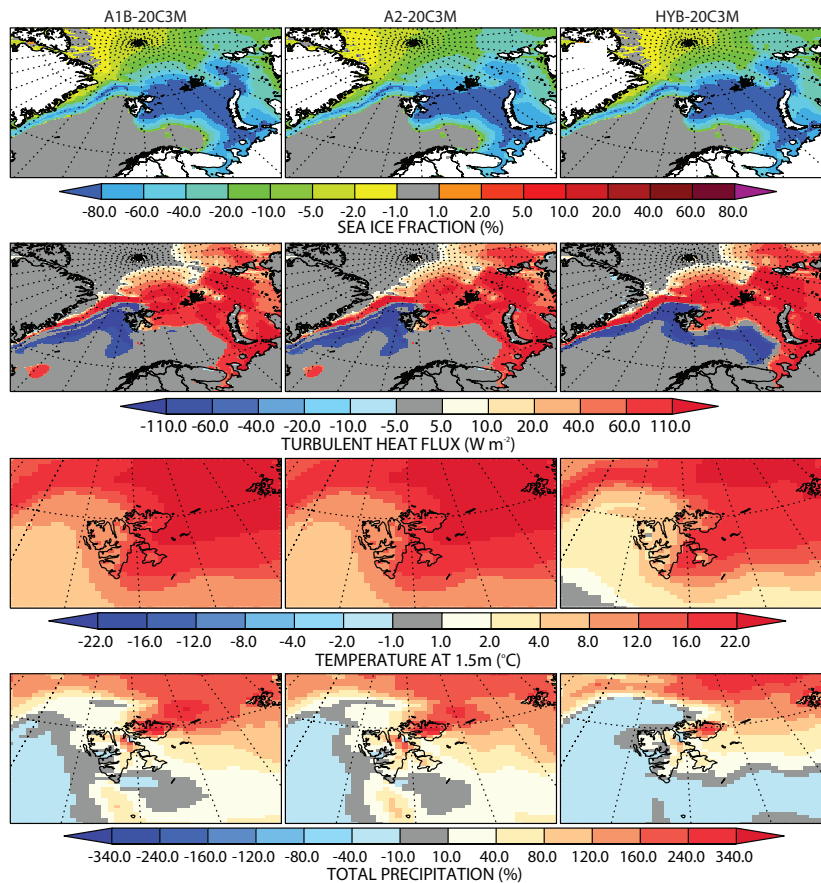 A1B-20C3M A2-20C3M HYB-20C3M
-80.0 -60.0 -40.0 -20.0 -10.0 -5.0 -2.0 -1.0 1.0 2.0 5.0 10.0 20.0 40.0 60.0 80.0
SEA ICE FRACTION (%)
-110.0 -60.0 -40.0 -20.0 -10.0 -5.0 5.0 10.0 20.0 40.0 60.0 110.0
TURBULENT HEAT FLUX (W m⁻²)
-22.0 -16.0 -12.0 -8.0 -4.0 -2.0 -1.0 1.0 2.0 4.0 8.0 12.0 16.0 22.0
TEMPERATURE AT 1.5m (°C)
-340.0 -240.0 -160.0 -120.0 -80.0 -40.0 -10.0 10.0 40.0 80.0 120.0 160.0 240.0 340.0
TOTAL PRECIPITATION (%)